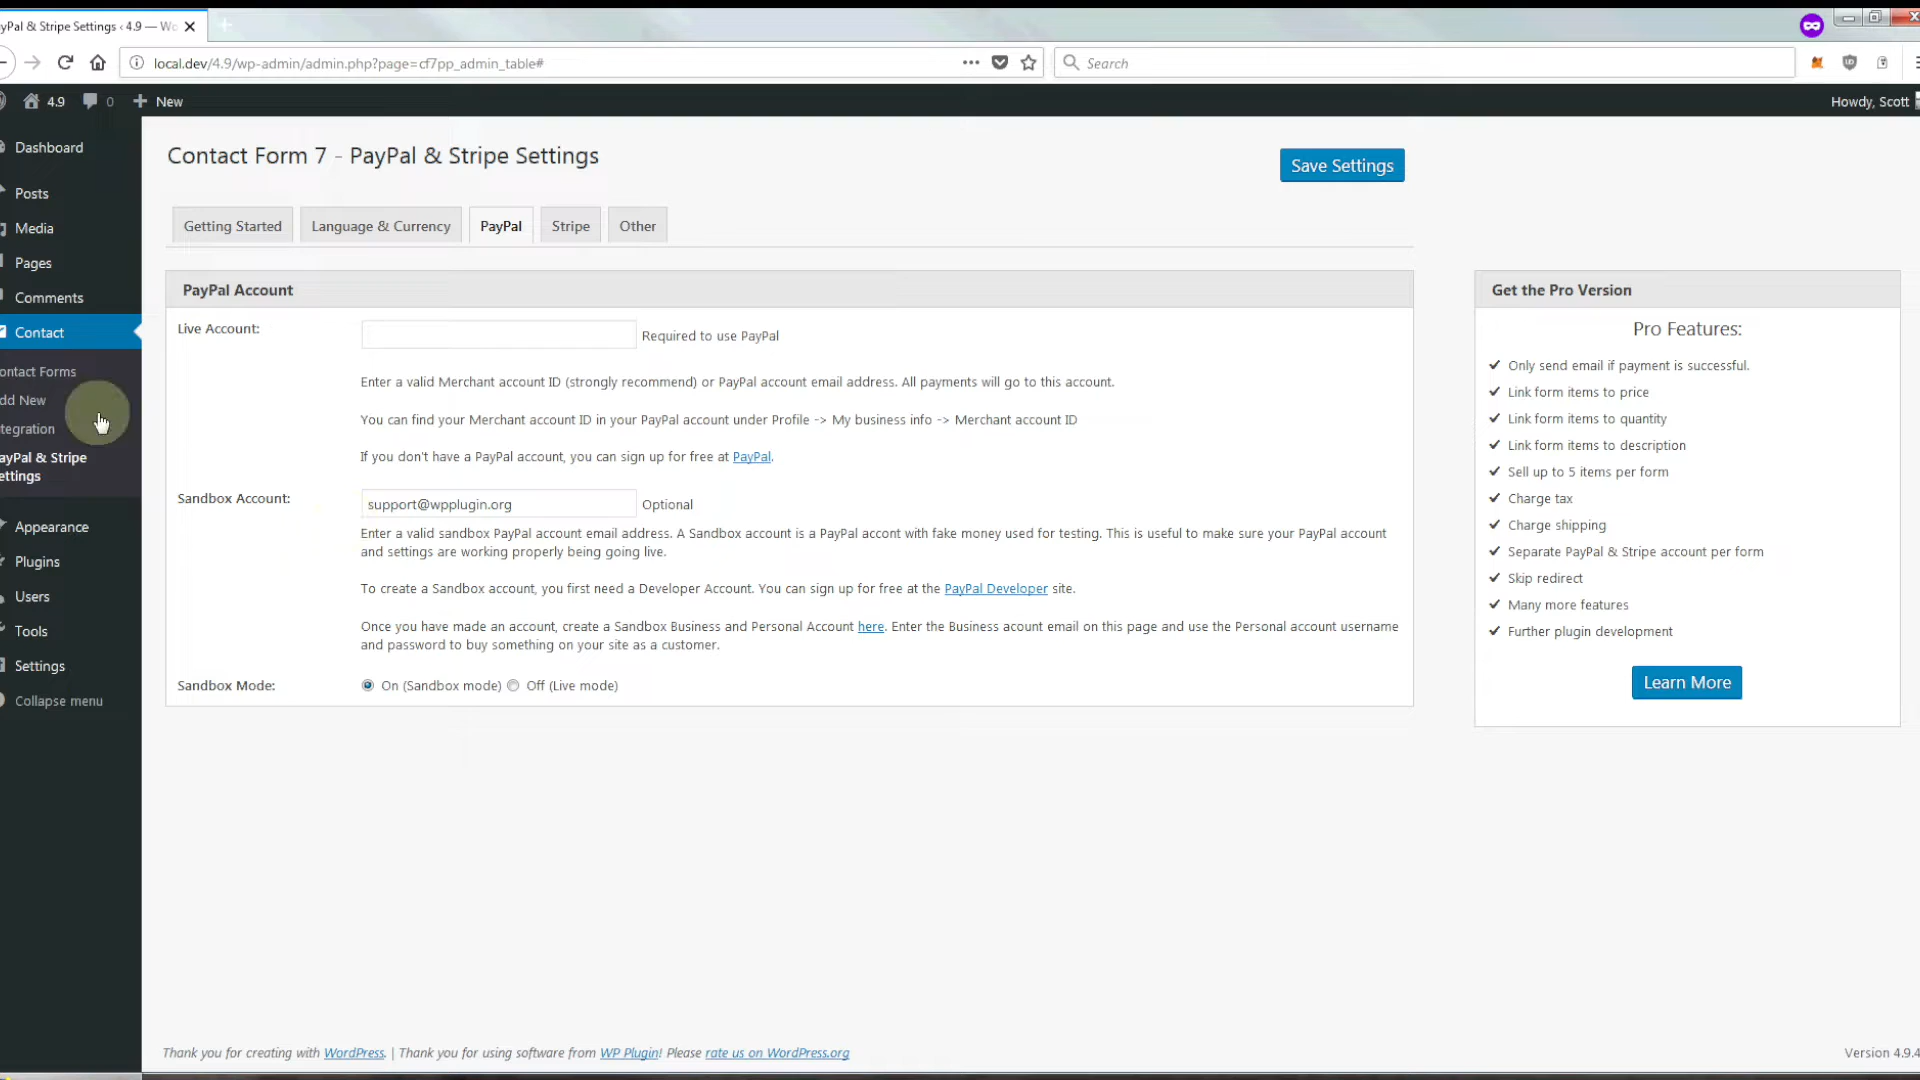 yPal & Stripe Settings ‹ 4.9 — Wo
local.dev/4.9/wp-admin/admin.php?page=cf7pp_admin_table#
Search
4.9
0
New
Howdy, Scott
Dashboard
Posts
Media
Pages
Comments
Contact
ontact Forms
dd New
tegration
ayPal & Stripe
ettings
Appearance
Plugins
Users
Tools
Settings
Collapse menu
Contact Form 7 - PayPal & Stripe Settings
Save Settings
Getting Started
Language & Currency
PayPal
Stripe
Other
PayPal Account
Live Account:
Required to use PayPal
Enter a valid Merchant account ID (strongly recommend) or PayPal account email address. All payments will go to this account.
You can find your Merchant account ID in your PayPal account under Profile -> My business info -> Merchant account ID
If you don't have a PayPal account, you can sign up for free at PayPal.
Sandbox Account:
support@wpplugin.org
Optional
Enter a valid sandbox PayPal account email address. A Sandbox account is a PayPal accont with fake money used for testing. This is useful to make sure your PayPal account
and settings are working properly being going live.
To create a Sandbox account, you first need a Developer Account. You can sign up for free at the PayPal Developer site.
Once you have made an account, create a Sandbox Business and Personal Account here. Enter the Business acount email on this page and use the Personal account username
and password to buy something on your site as a customer.
Sandbox Mode:
On (Sandbox mode)
Off (Live mode)
Get the Pro Version
Pro Features:
Only send email if payment is successful.
Link form items to price
Link form items to quantity
Link form items to description
Sell up to 5 items per form
Charge tax
Charge shipping
Separate PayPal & Stripe account per form
Skip redirect
Many more features
Further plugin development
Learn More
Thank you for creating with WordPress. | Thank you for using software from WP Plugin! Please rate us on WordPress.org
Version 4.9.4